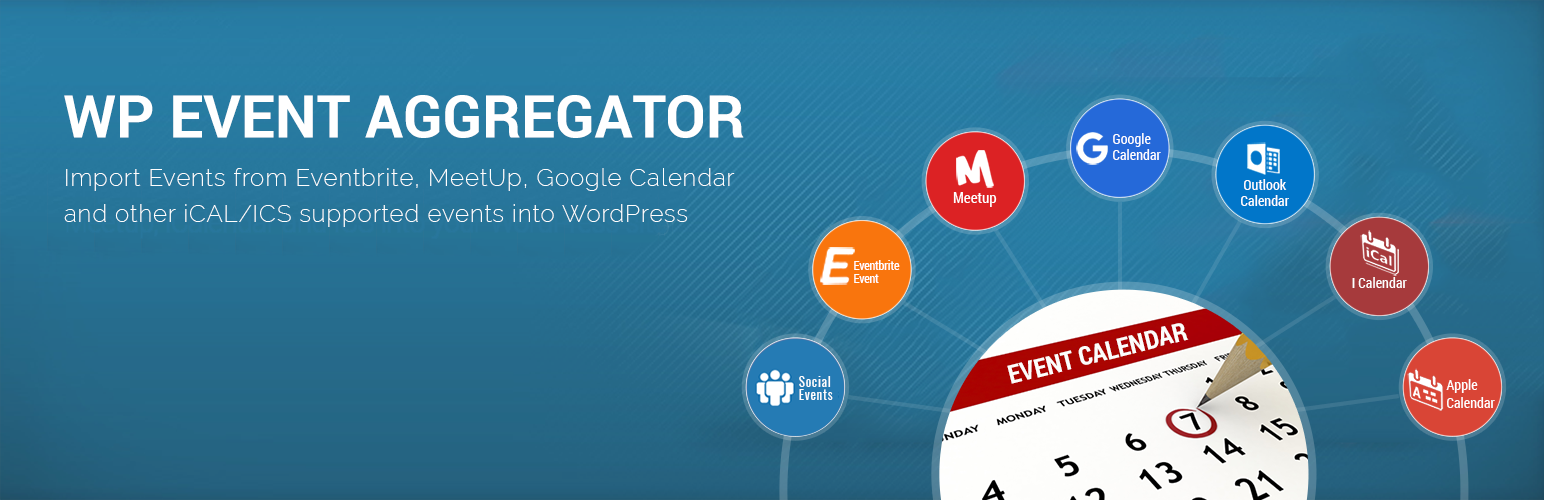 WP EVENT AGGREGATOR
Import Events from Eventbrite, MeetUp, Google Calendar
and other iCAL/ICS supported events into WordPress
Google
Calendar
Meetup
Outlook
Calendar
Eventbrite
Event
iCal
I Calendar
Social
Events
Apple
Calendar
EVENT CALENDAR
MONDAY TUESDAY WEDNESDAY THURSDAY
4 5 6 7 8
12 13 14 15
21